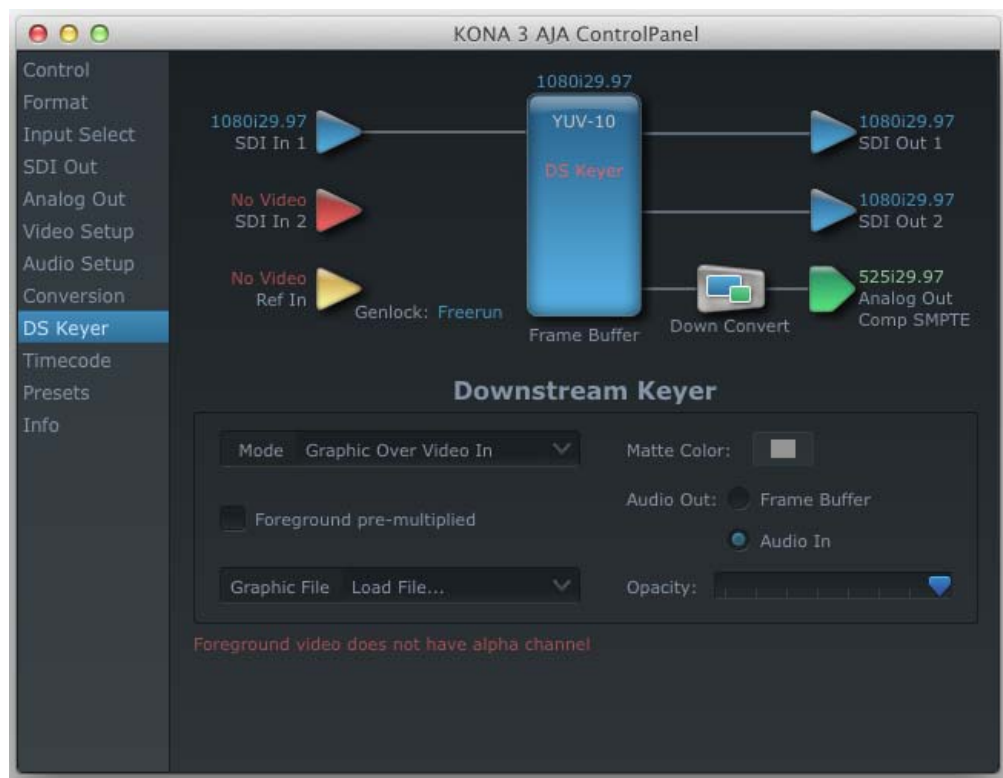 KONA 3 AJA ControlPanel
Control
Format
Input Select
SDI Out
Analog Out
Video Setup
Audio Setup
Conversion
DS Keyer
Timecode
Presets
Info
1080i29.97
1080i29.97
SDI In 1
YUV-10
DS Keyer
1080i29.97
SDI Out 1
No Video
SDI In 2
1080i29.97
SDI Out 2
No Video
Ref In
Genlock: Freerun
Frame Buffer
Down Convert
525i29.97
Analog Out
Comp SMPTE
Downstream Keyer
Mode Graphic Over Video In
Matte Color:
Foreground pre-multiplied
Audio Out: Frame Buffer
Audio In
Graphic File Load File...
Opacity:
Foreground video does not have alpha channel